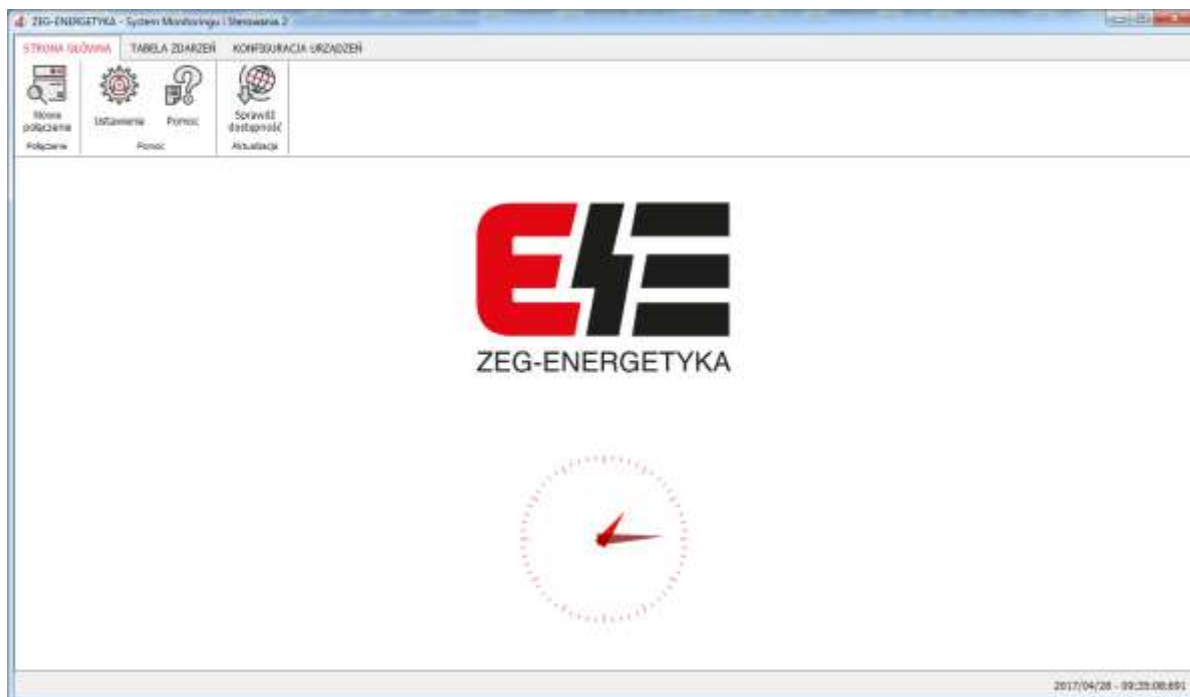 ZEG-ENERGETYKA - System Monitoringu i Sterowania 2
STRONA GŁÓWNA TABELA ZDARZEŃ KONFIGURACJA URZĄDZEŃ
Nowe połączenie
Ustawienia
Pomoc
Sprawdź dostępność
Połączenie
Pomoc
Aktualizacja
ZEG-ENERGETYKA
2017/04/28 - 09:35:08:691